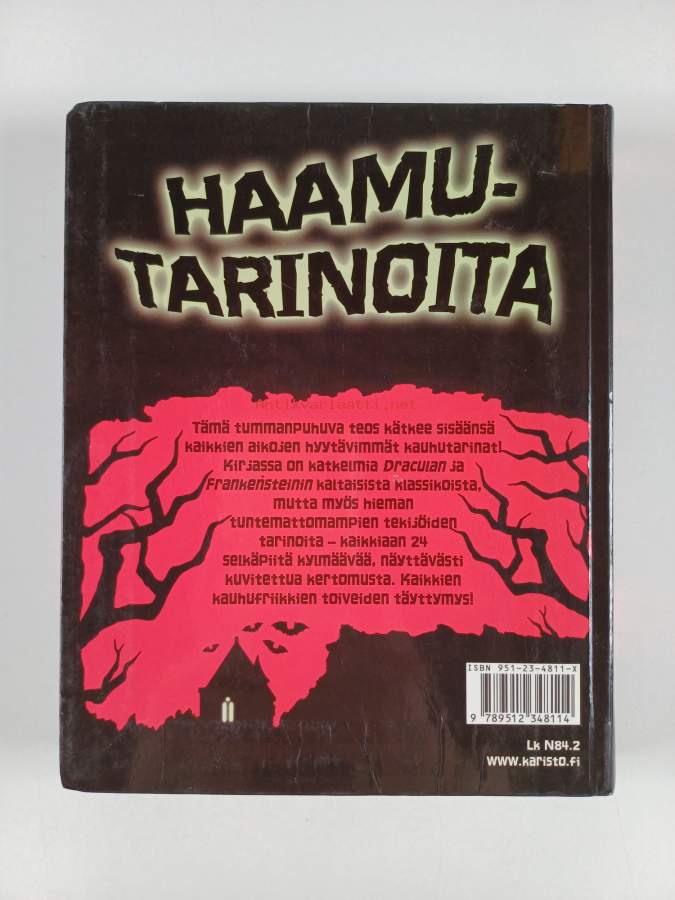 HAAMU-
TARINOITA
Antikvariaatti.net
Tämä tummanpuhuva teos kätkee sisäänsä
kaikkien aikojen hyytävimmät kauhutarinat!
Kirjassa on katkelmia Draculan ja
Frankensteinin kaltaisista klassikoista,
mutta myös hieman
tuntemattomampien tekijöiden
tarinoita – kaikkiaan 24
selkäpiitä kylmäävää, näyttävästi
kuvitettua kertomusta. Kaikkien
kauhufriikkien toiveiden täyttymys!
ISBN 951-23-4811-X
9 789512 348114
Lk N84.2
www.karisto.fi